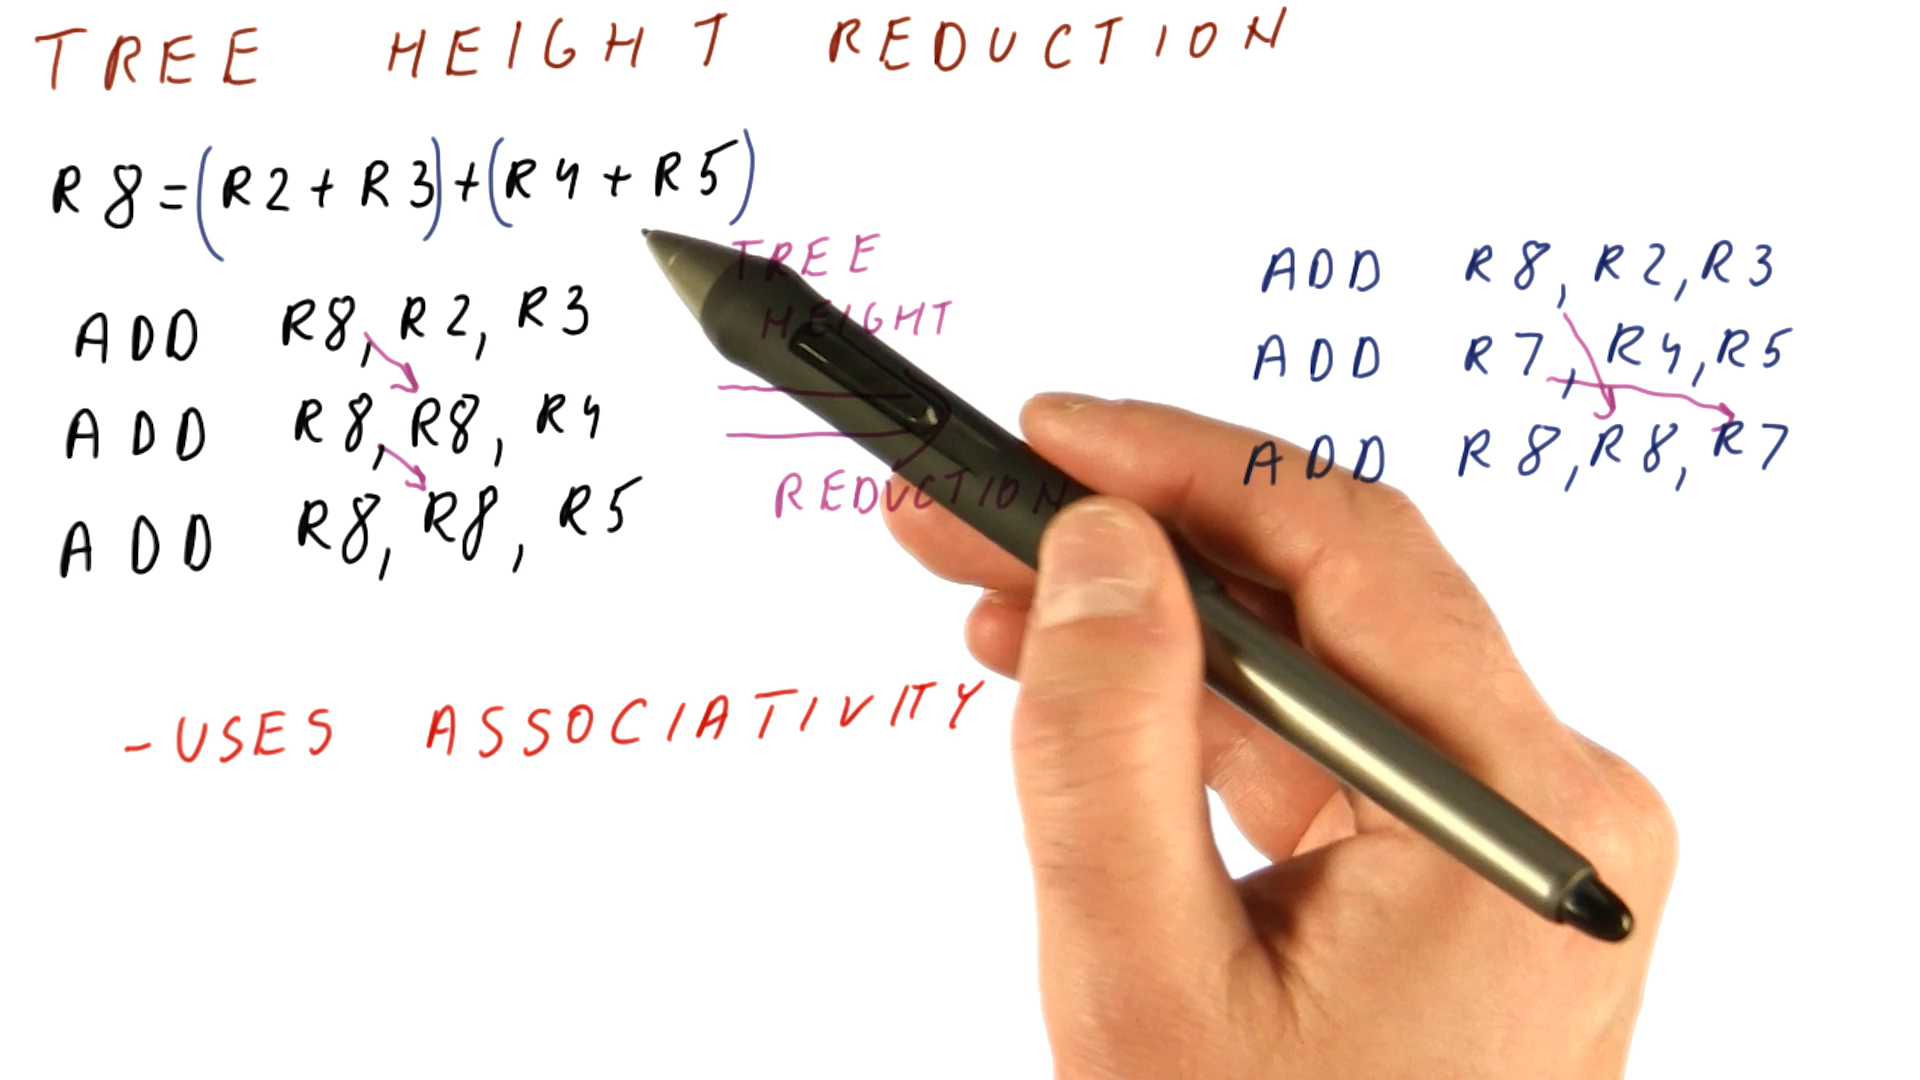 TREE HEIGHT REDUCTION
R8=(R2+R3)+(R4+R5)
ADD R8, R2, R3
ADD R8, R8, R4
ADD R8, R8, R5
TREE
HEIGHT
REDUCTION
ADD R8, R2, R3
ADD R7, R4, R5
ADD R8, R8, R7
-USES ASSOCIATIVITY